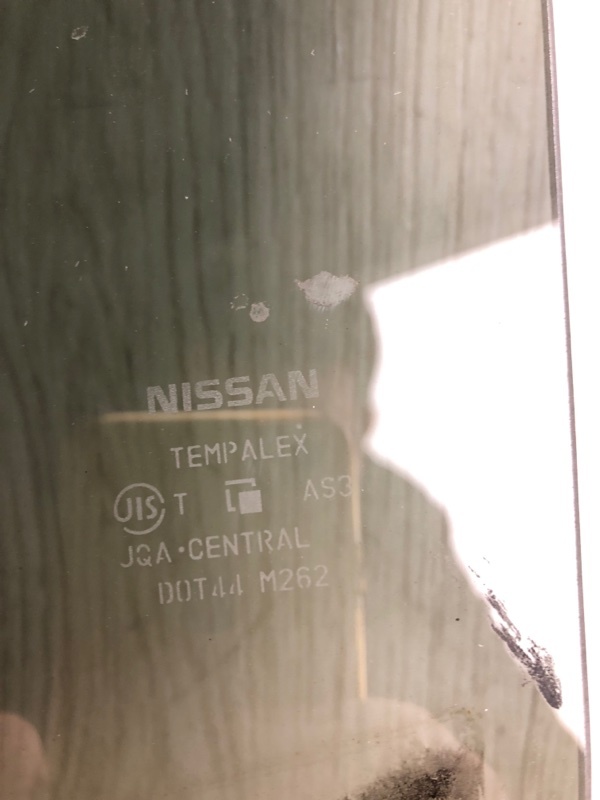 NISSAN
TEMPALEX
JIS T AS3
JQA·CENTRAL
DOT44 M262